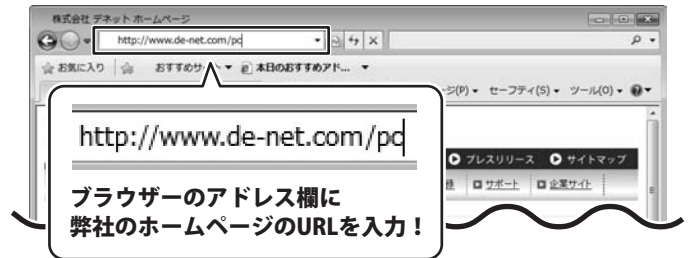 株式会社 デネット ホームページ
http://www.de-net.com/pc
お気に入り おすすめサイト 本日のおすすめアド...
ージ(P) セーフティ(S) ツール(O)
http://www.de-net.com/pc
プレスリリース サイトマップ
サポート 企業サイト
ブラウザーのアドレス欄に
弊社のホームページのURLを入力！